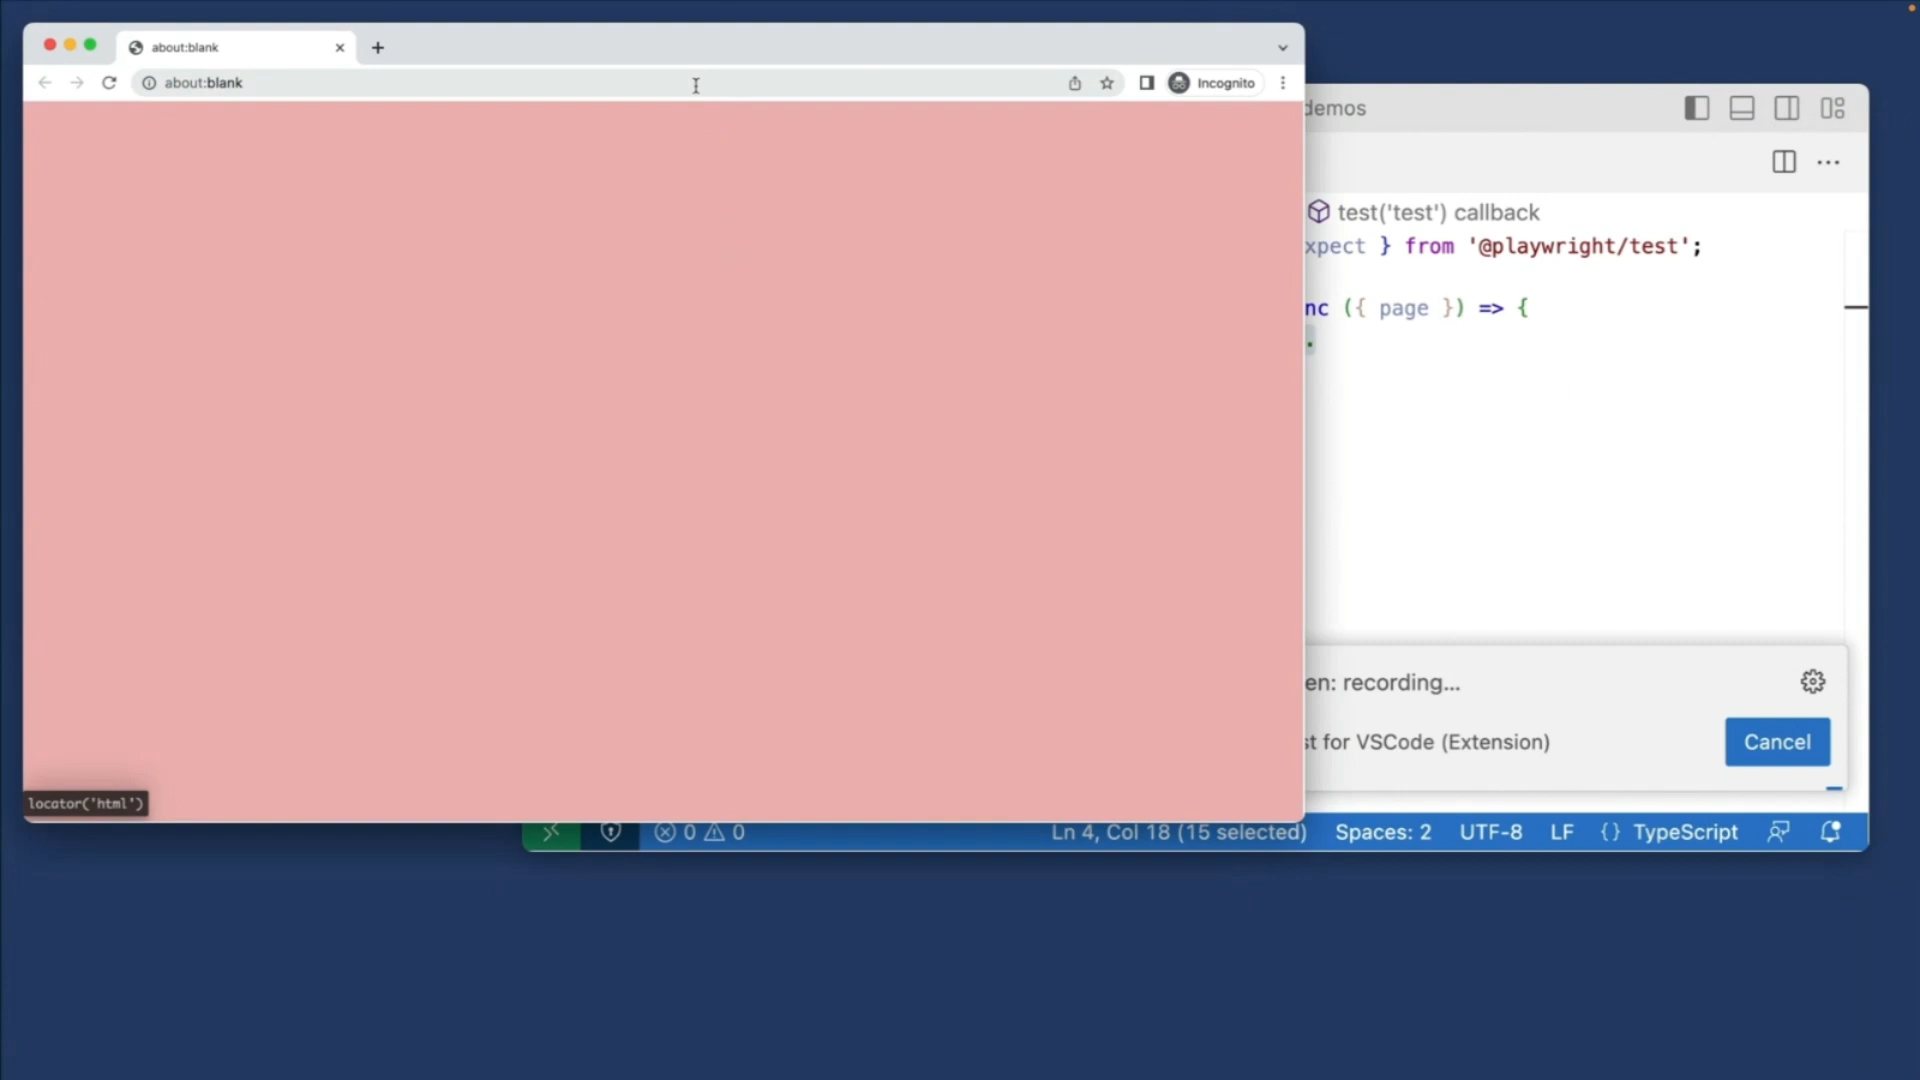 about:blank
about:blank
Incognito
demos
test('test') callback
xpect } from '@playwright/test';
nc ({ page }) => {
.
en: recording...
st for VSCode (Extension)
Cancel
locator('html')
0 0
Ln 4, Col 18 (15 selected)
Spaces: 2
UTF-8
LF
{} TypeScript